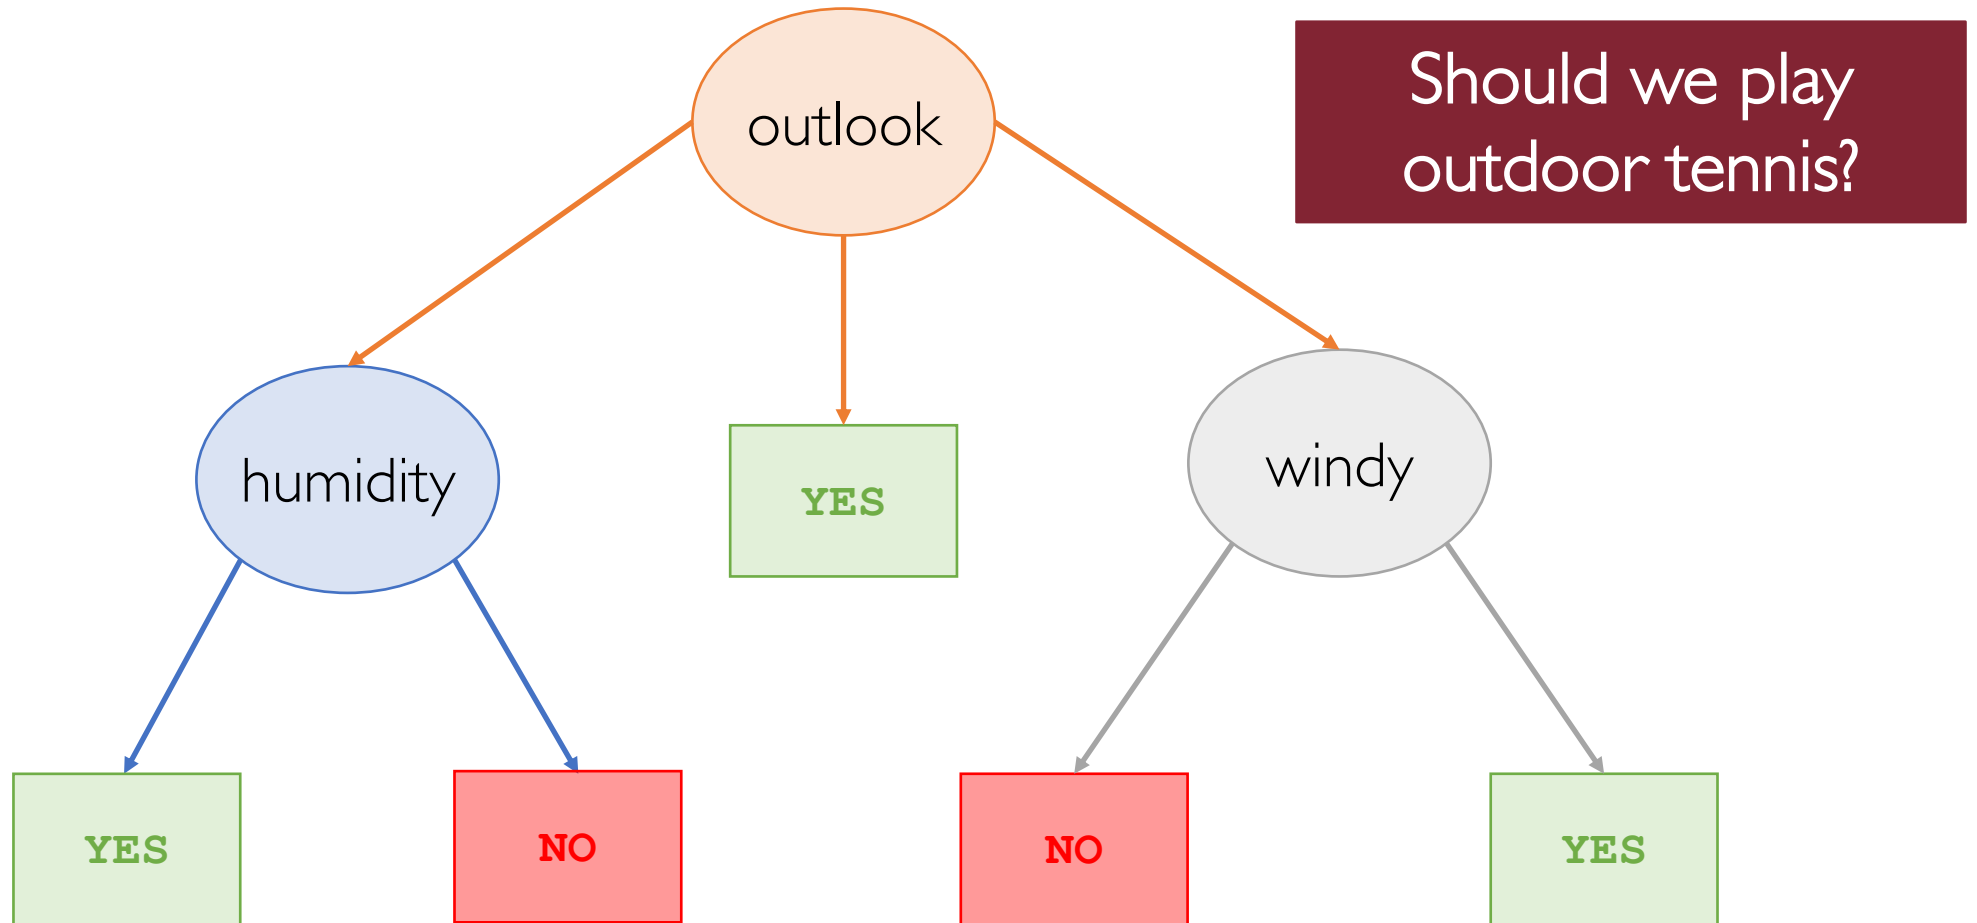 outlook
Should we play
outdoor tennis?
humidity
YES
windy
YES
NO
NO
YES